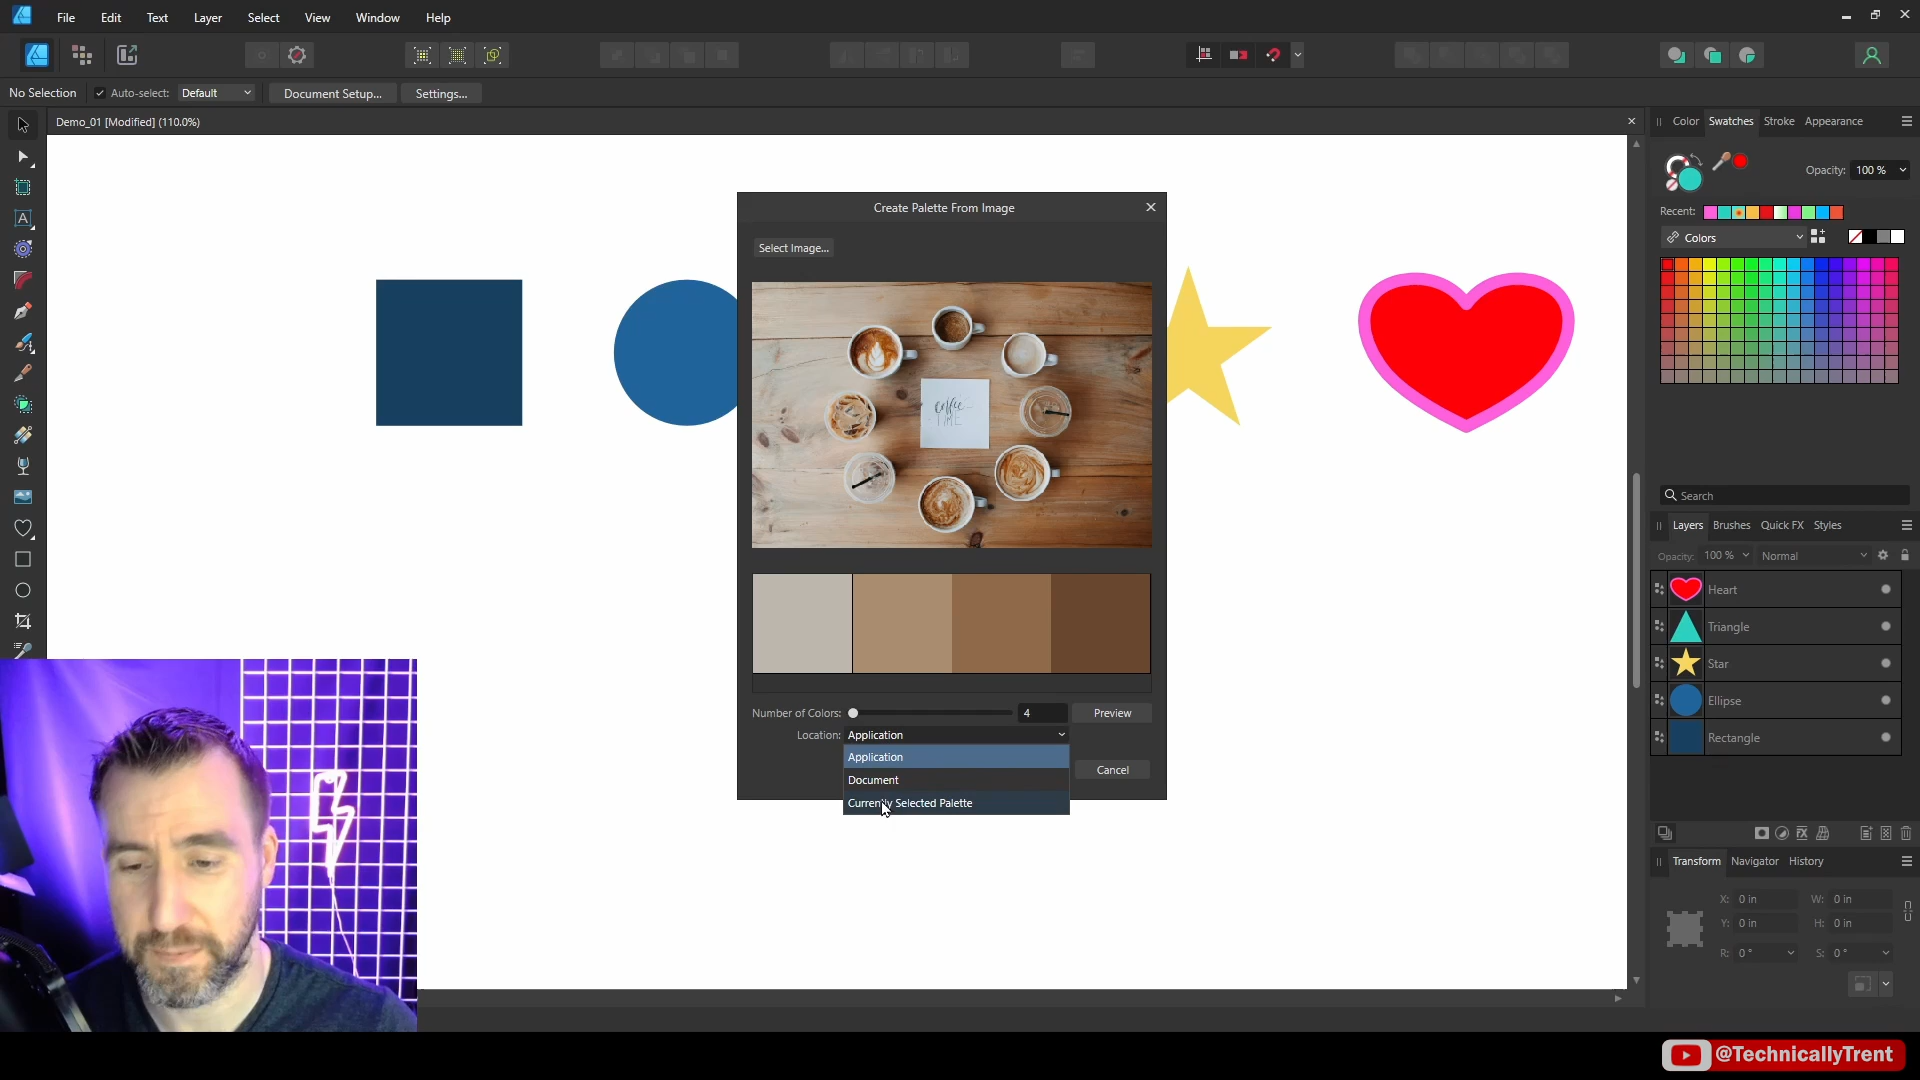 File Edit Text Layer Select View Window Help
No Selection Auto-select: Default Document Setup... Settings...
Demo_01 [Modified] (110.0%)
Color Swatches Stroke Appearance
Opacity: 100 %
Recent:
Colors
Create Palette From Image
Select Image...
coffee
TIME
Number of Colors: 4 Preview
Location: Application
Application
Document
Currently Selected Palette
Cancel
Search
Layers Brushes Quick FX Styles
Opacity: 100 % Normal
Heart
Triangle
Star
Ellipse
Rectangle
Transform Navigator History
X: 0 in W: 0 in
Y: 0 in H: 0 in
R: 0 ° S: 0 °
@TechnicallyTrent